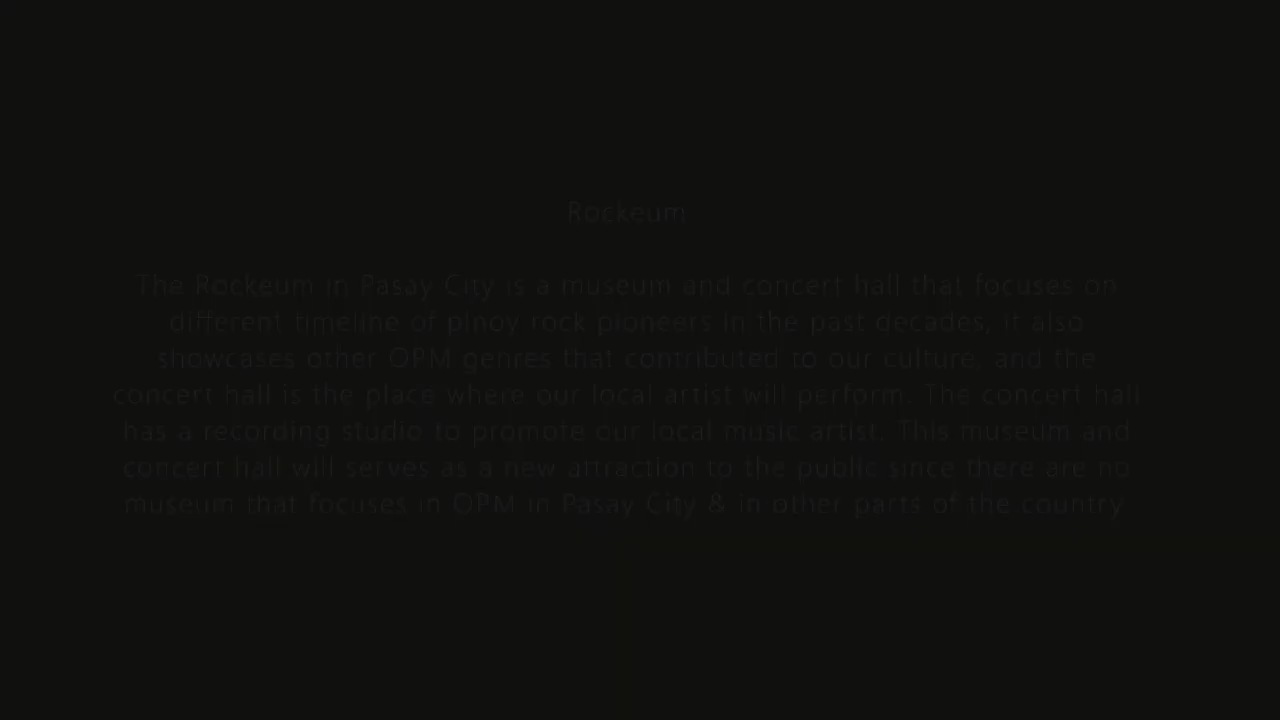 Rockeum
The Rockeum in Pasay City is a museum and concert hall that focuses on
different timeline of pinoy rock pioneers in the past decades, it also
showcases other OPM genres that contributed to our culture, and the
concert hall is the place where our local artist will perform. The concert hall
has a recording studio to promote our local music artist. This museum and
concert hall will serves as a new attraction to the public since there are no
museum that focuses in OPM in Pasay City & in other parts of the country